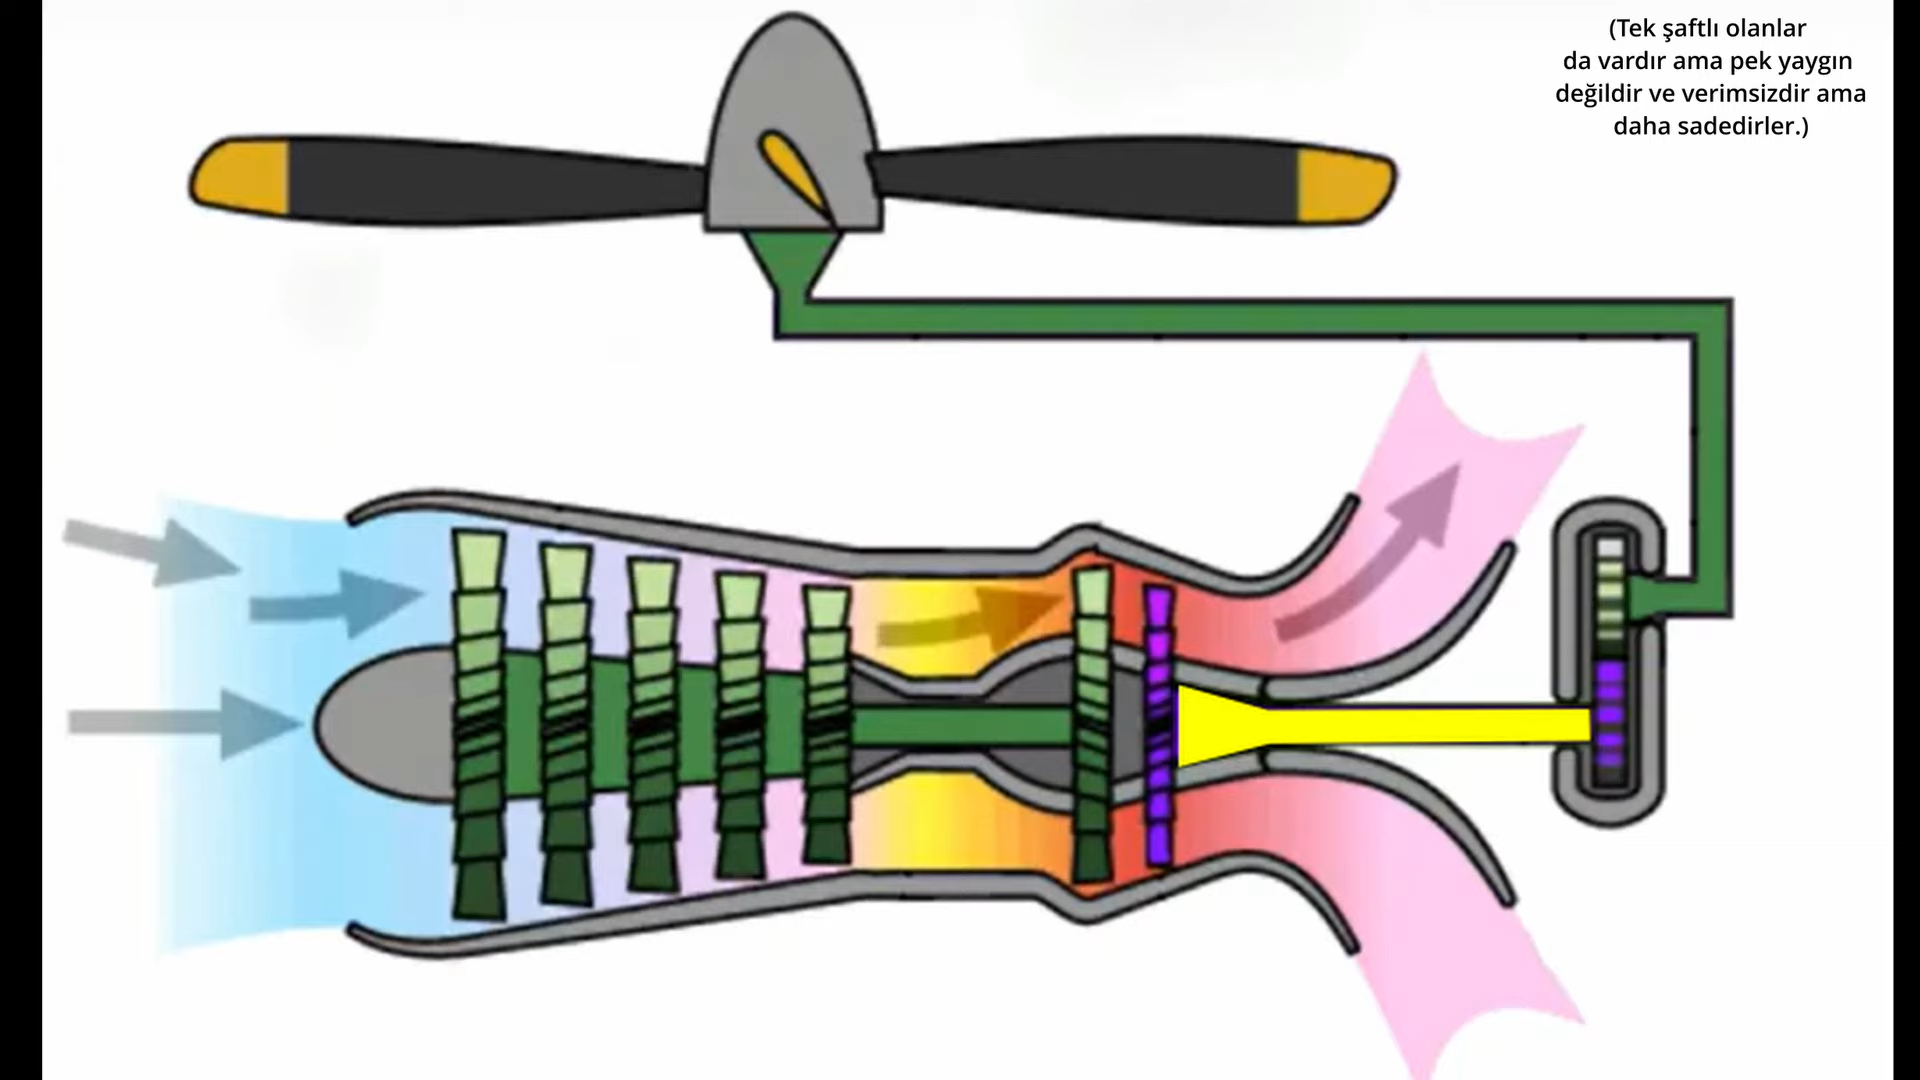 (Tek şaftlı olanlar
da vardır ama pek yaygın
değildir ve verimsizdir ama
daha sadedirler.)